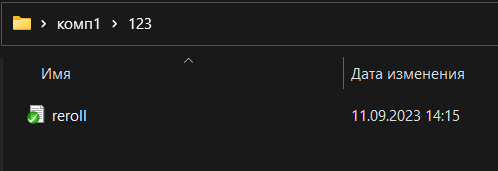 комп1 > 123
Имя Дата изменения
reroll 11.09.2023 14:15